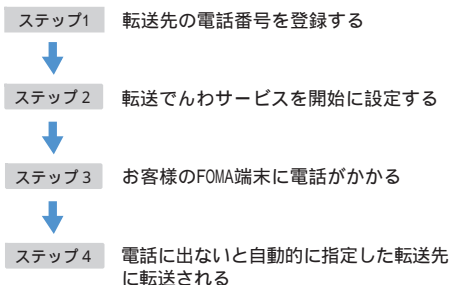 ステップ1 転送先の電話番号を登録する
ステップ2 転送でんわサービスを開始に設定する
ステップ3 お客様のFOMA端末に電話がかかる
ステップ4 電話に出ないと自動的に指定した転送先
に転送される